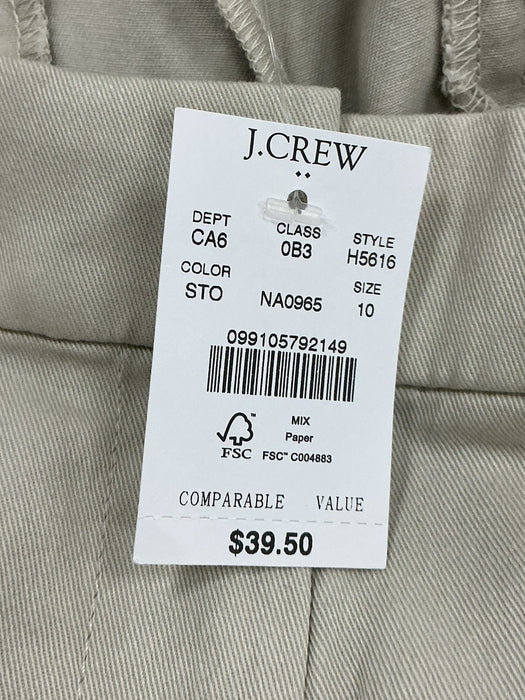 J.CREW
DEPT CLASS STYLE
CA6 0B3 H5616
COLOR SIZE
STO NA0965 10
099105792149
MIX
Paper
FSC FSC™ C004883
COMPARABLE VALUE
$39.50